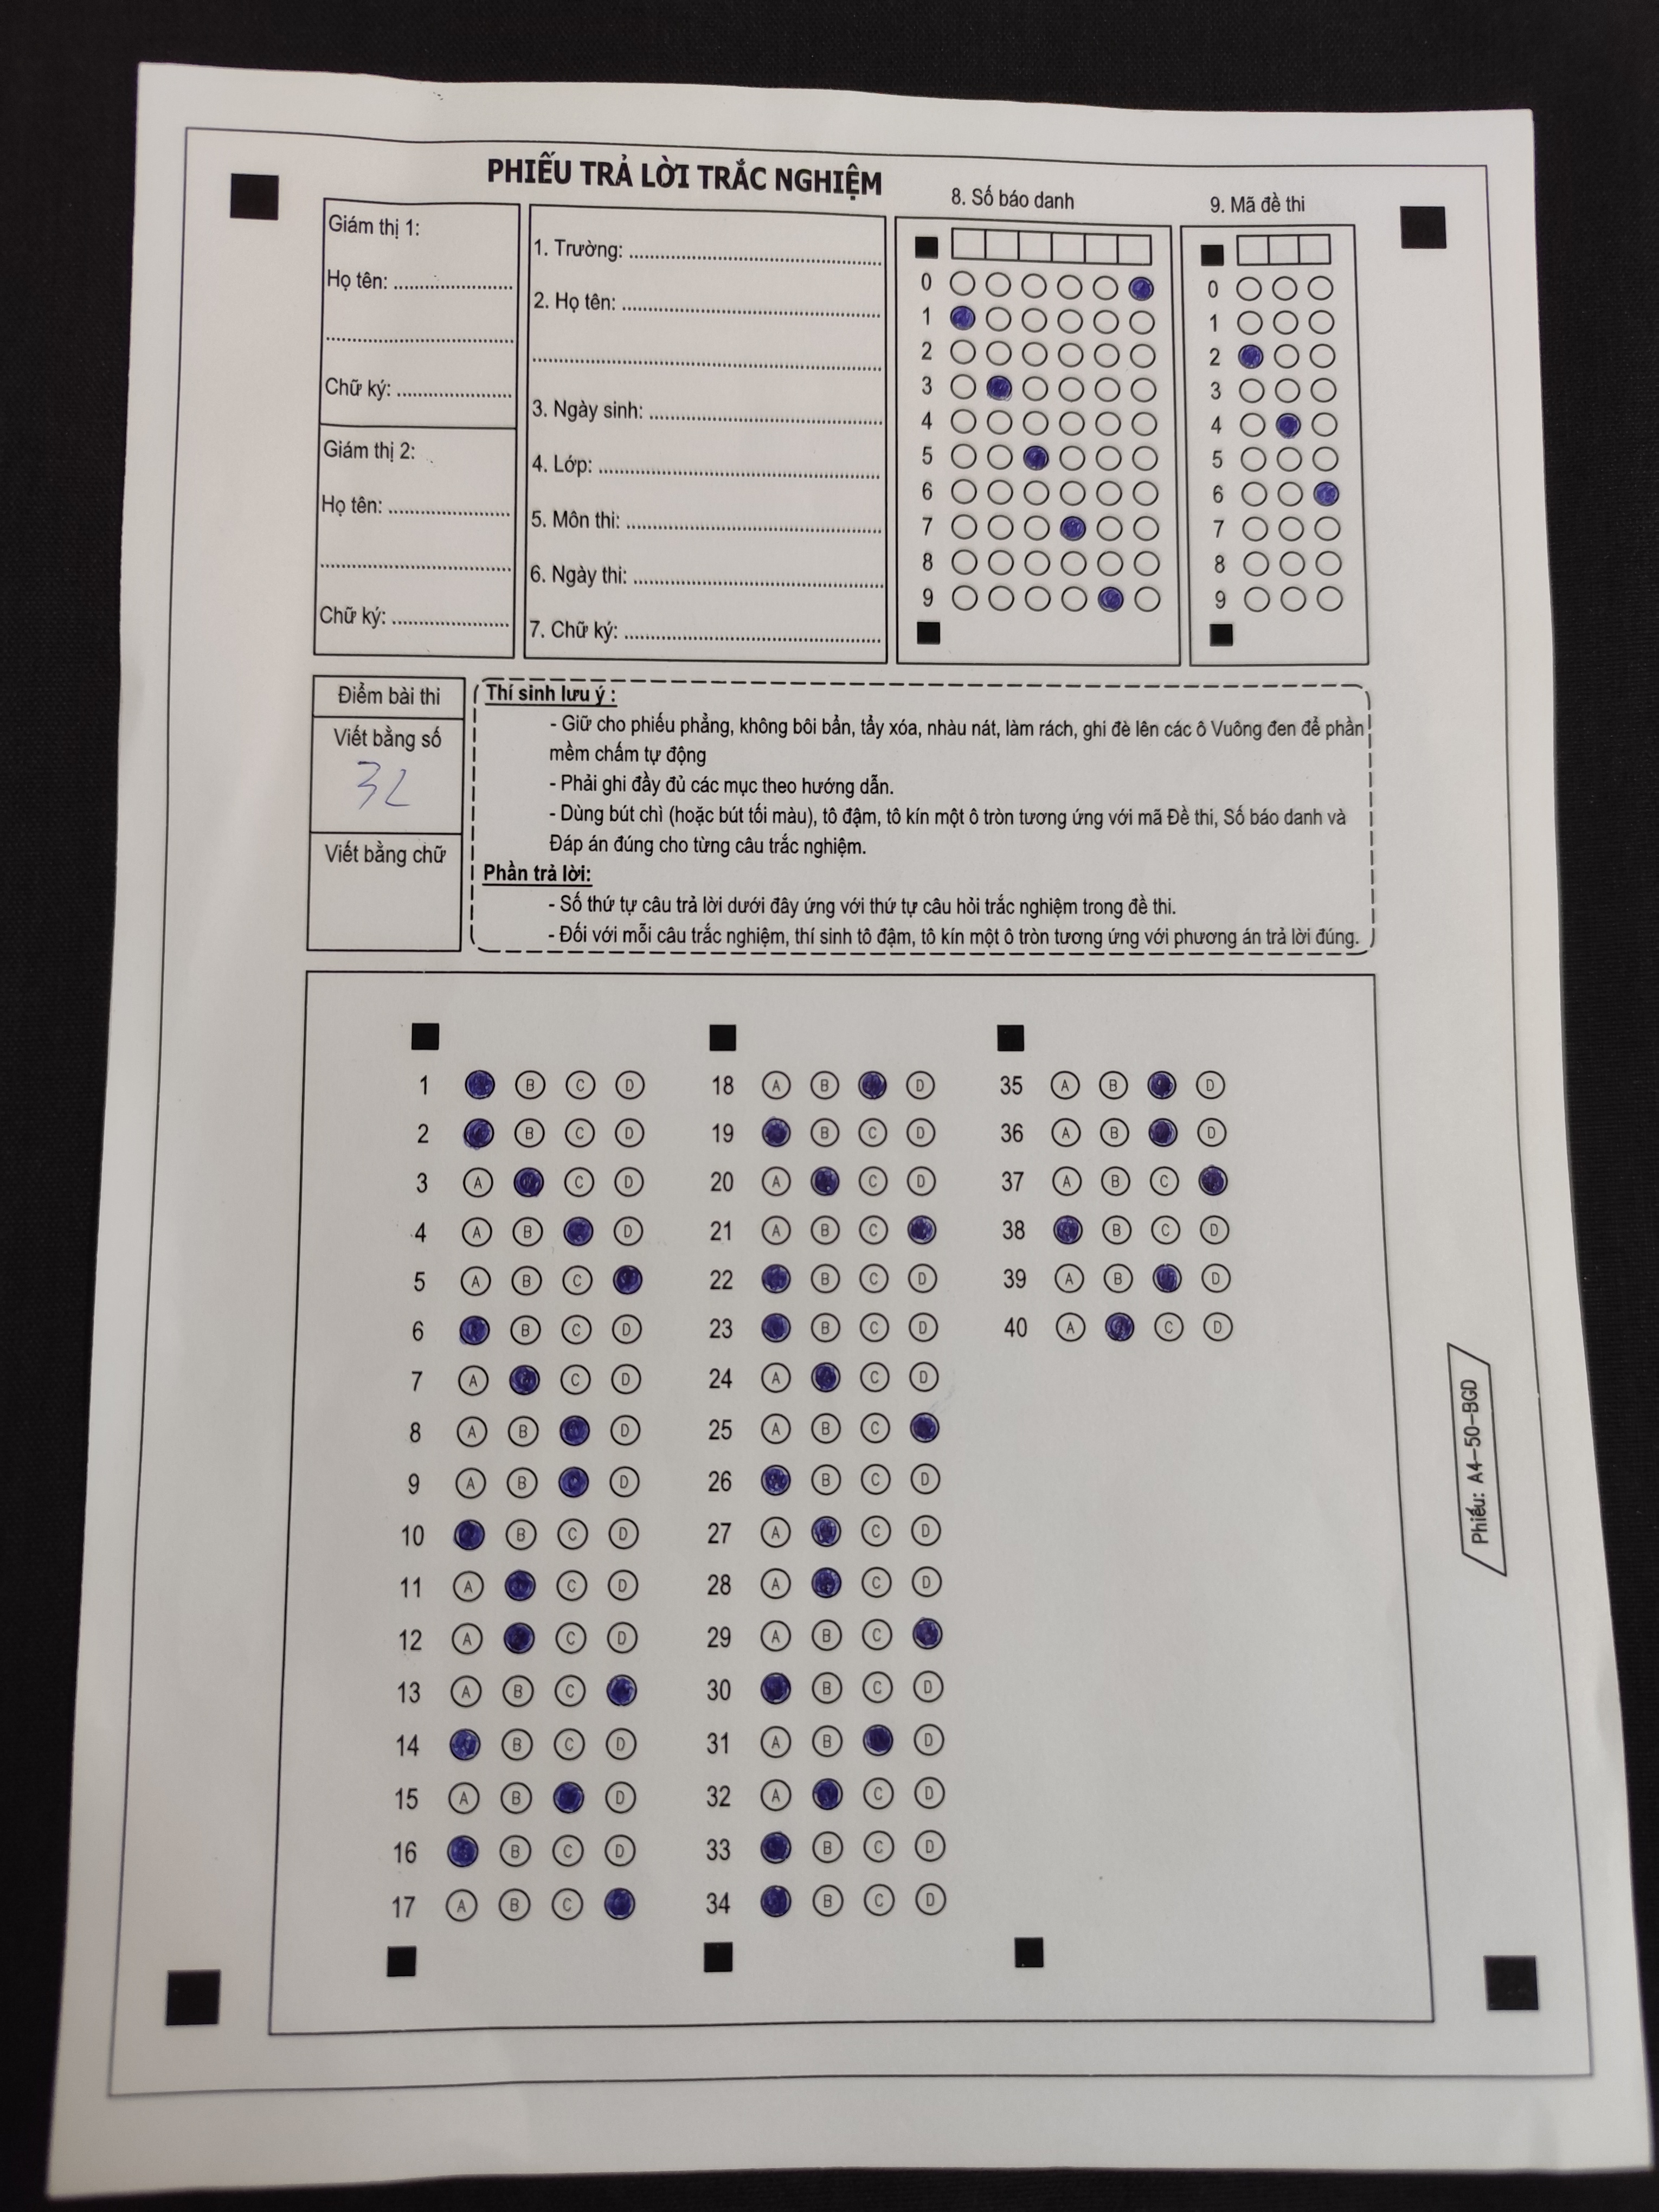 PHIẾU TRẢ LỜI TRẮC NGHIỆM
Giám thị 1:
Họ tên: ........................
........................................
Chữ ký: .......................
Giám thị 2:
Họ tên: ........................
........................................
Chữ ký: .......................
1. Trường: ....................................................
2. Họ tên: .....................................................
........................................................................
3. Ngày sinh: ................................................
4. Lớp: ..........................................................
5. Môn thi: ....................................................
6. Ngày thi: ...................................................
7. Chữ ký: .....................................................
8. Số báo danh
0
1
2
3
4
5
6
7
8
9
9. Mã đề thi
0
1
2
3
4
5
6
7
8
9
Điểm bài thi
Viết bằng số
32
Viết bằng chữ
Thí sinh lưu ý :
- Giữ cho phiếu phẳng, không bôi bẩn, tẩy xóa, nhàu nát, làm rách, ghi đè lên các ô Vuông đen để phần
mềm chấm tự động
- Phải ghi đầy đủ các mục theo hướng dẫn.
- Dùng bút chì (hoặc bút tối màu), tô đậm, tô kín một ô tròn tương ứng với mã Đề thi, Số báo danh và
Đáp án đúng cho từng câu trắc nghiệm.
Phần trả lời:
- Số thứ tự câu trả lời dưới đây ứng với thứ tự câu hỏi trắc nghiệm trong đề thi.
- Đối với mỗi câu trắc nghiệm, thí sinh tô đậm, tô kín một ô tròn tương ứng với phương án trả lời đúng.
1 B C D
2 B C D
3 A C D
4 A B D
5 A B C
6 B C D
7 A C D
8 A B D
9 A B D
10 B C D
11 A C D
12 A C D
13 A B C
14 B C D
15 A B D
16 B C D
17 A B C
18 A B D
19 B C D
20 A C D
21 A B C
22 B C D
23 B C D
24 A C D
25 A B C
26 B C D
27 A C D
28 A C D
29 A B C
30 B C D
31 A B D
32 A C D
33 B C D
34 B C D
35 A B D
36 A B D
37 A B C
38 B C D
39 A B D
40 A C D
Phiếu: A4-50-BGD